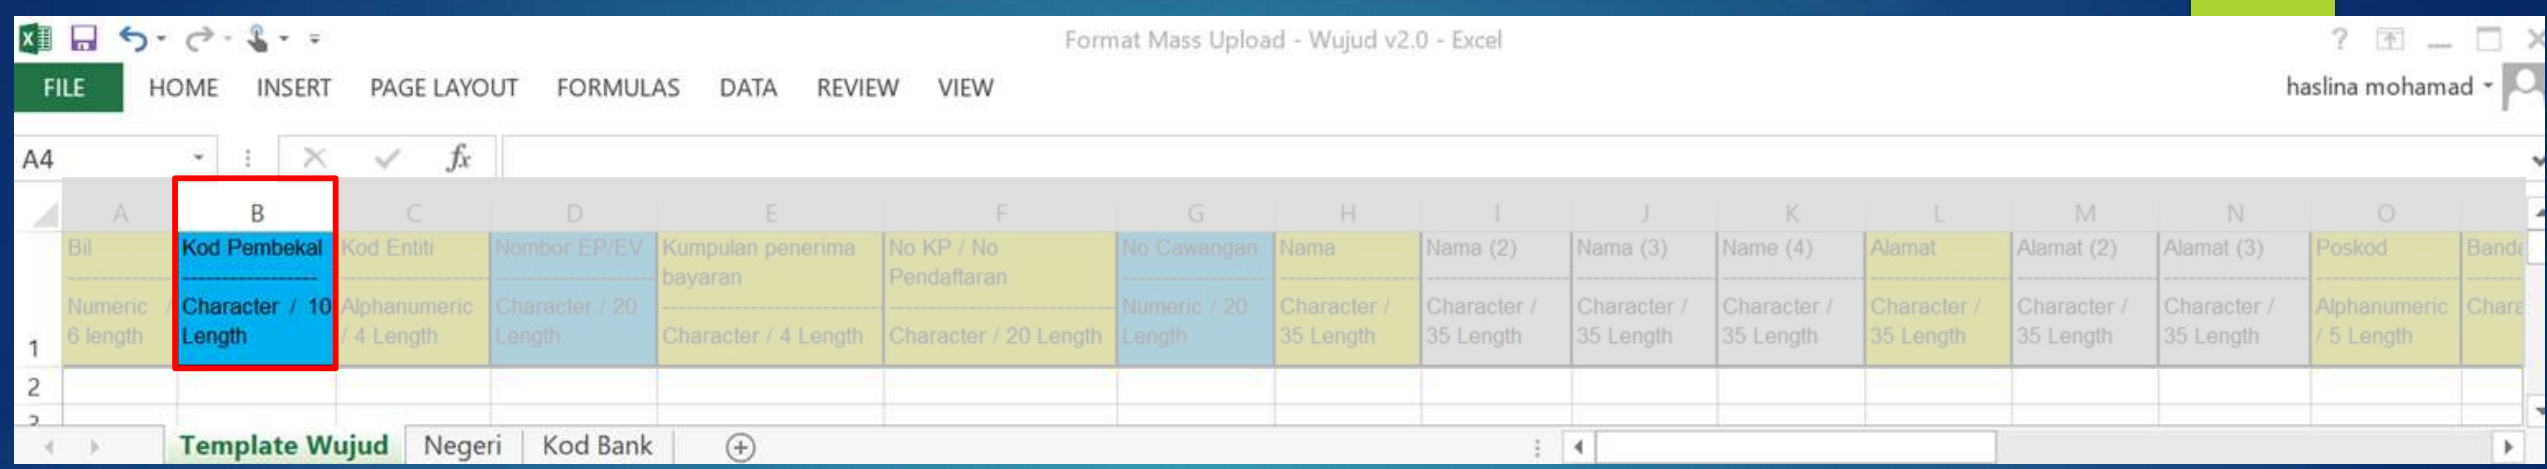 Format Mass Upload - Wujud v2.0 - Excel
?
FILE HOME INSERT PAGE LAYOUT FORMULAS DATA REVIEW VIEW
haslina mohamad
A4
fx
A B C D E F G H I J K L M N O
1
Bil
---------------
Numeric /
6 length
Kod Pembekal
---------------
Character / 10
Length
Kod Entiti
---------------
Alphanumeric
/ 4 Length
Nombor EP/EV
---------------
Character / 20
Length
Kumpulan penerima
bayaran
---------------
Character / 4 Length
No KP / No
Pendaftaran
---------------
Character / 20 Length
No Cawangan
---------------
Numeric / 20
Length
Nama
---------------
Character /
35 Length
Nama (2)
---------------
Character /
35 Length
Nama (3)
---------------
Character /
35 Length
Name (4)
---------------
Character /
35 Length
Alamat
---------------
Character /
35 Length
Alamat (2)
---------------
Character /
35 Length
Alamat (3)
---------------
Character /
35 Length
Poskod
---------------
Alphanumeric
/ 5 Length
2
Template Wujud Negeri Kod Bank